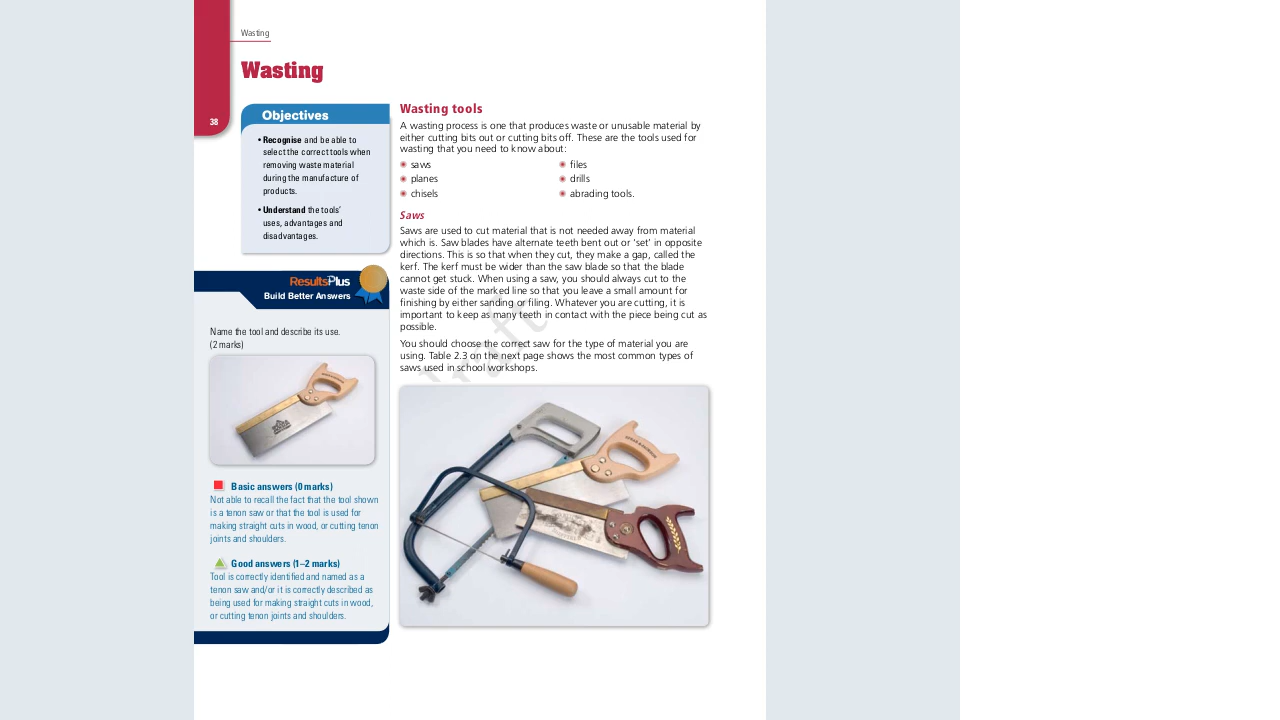 Wasting
Wasting
38
Objectives
• Recognise and be able to
select the correct tools when
removing waste material
during the manufacture of
products.
• Understand the tools'
uses, advantages and
disadvantages.
ResultsPlus
Build Better Answers
Name the tool and describe its use.
(2 marks)
Basic answers (0 marks)
Not able to recall the fact that the tool shown
is a tenon saw or that the tool is used for
making straight cuts in wood, or cutting tenon
joints and shoulders.
Good answers (1–2 marks)
Tool is correctly identified and named as a
tenon saw and/or it is correctly described as
being used for making straight cuts in wood,
or cutting tenon joints and shoulders.
Wasting tools
A wasting process is one that produces waste or unusable material by
either cutting bits out or cutting bits off. These are the tools used for
wasting that you need to know about:
saws
planes
chisels
files
drills
abrading tools.
Saws
Saws are used to cut material that is not needed away from material
which is. Saw blades have alternate teeth bent out or ‘set’ in opposite
directions. This is so that when they cut, they make a gap, called the
kerf. The kerf must be wider than the saw blade so that the blade
cannot get stuck. When using a saw, you should always cut to the
waste side of the marked line so that you leave a small amount for
finishing by either sanding or filing. Whatever you are cutting, it is
important to keep as many teeth in contact with the piece being cut as
possible.
You should choose the correct saw for the type of material you are
using. Table 2.3 on the next page shows the most common types of
saws used in school workshops.